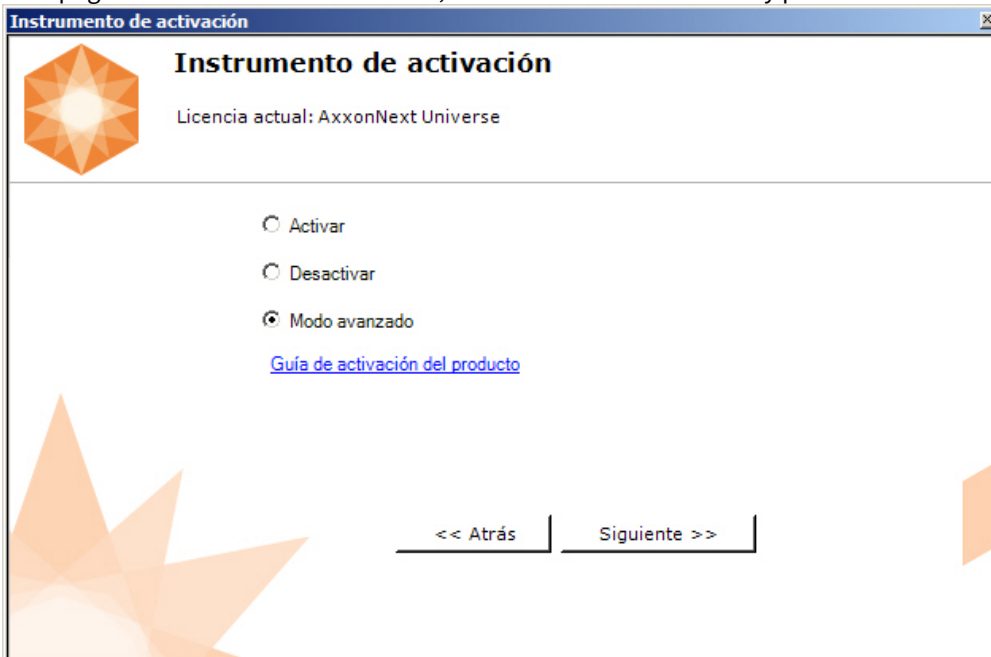 Instrumento de activación
Instrumento de activación
Licencia actual: AxxonNext Universe
Activar
Desactivar
Modo avanzado
Guía de activación del producto
<< Atrás
Siguiente >>